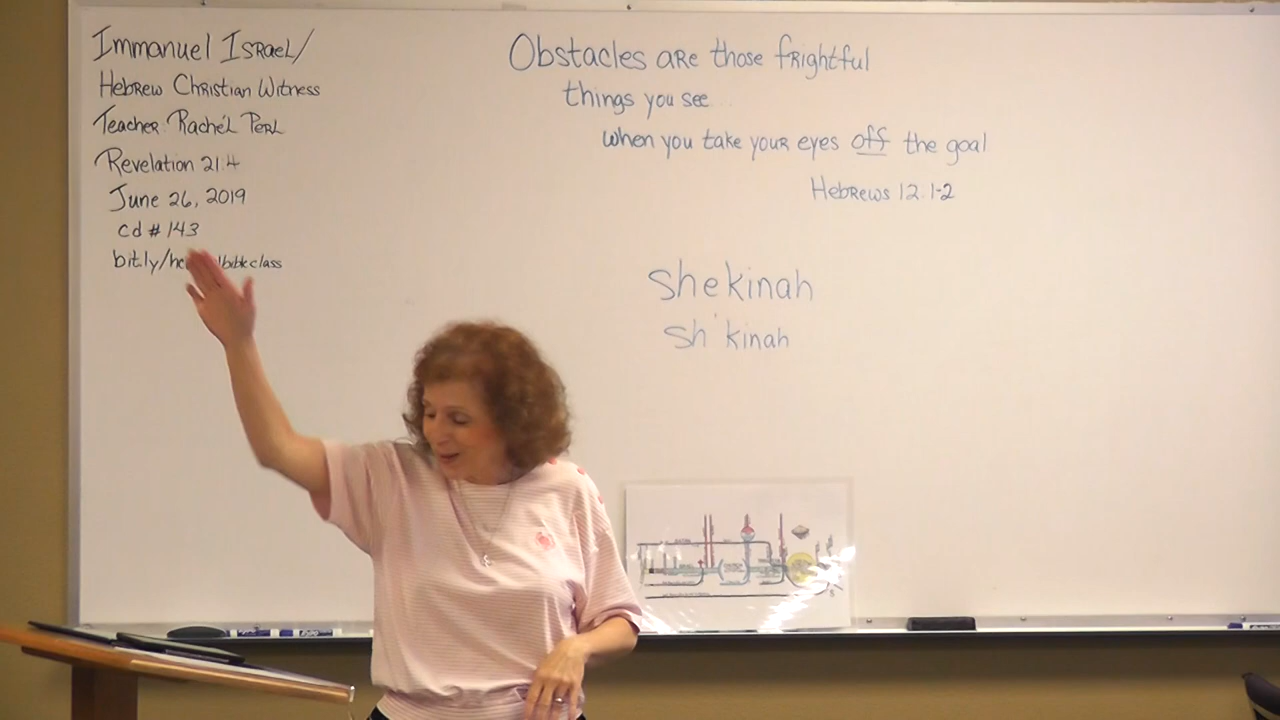 Immanuel Israel/
Hebrew Christian Witness
Teacher: Rachél Perl
Revelation 21:4
June 26, 2019
cd # 143
Obstacles are those frightful
things you see...
when you take your eyes off the goal
Hebrews 12:1-2
shekinah
sh'kinah